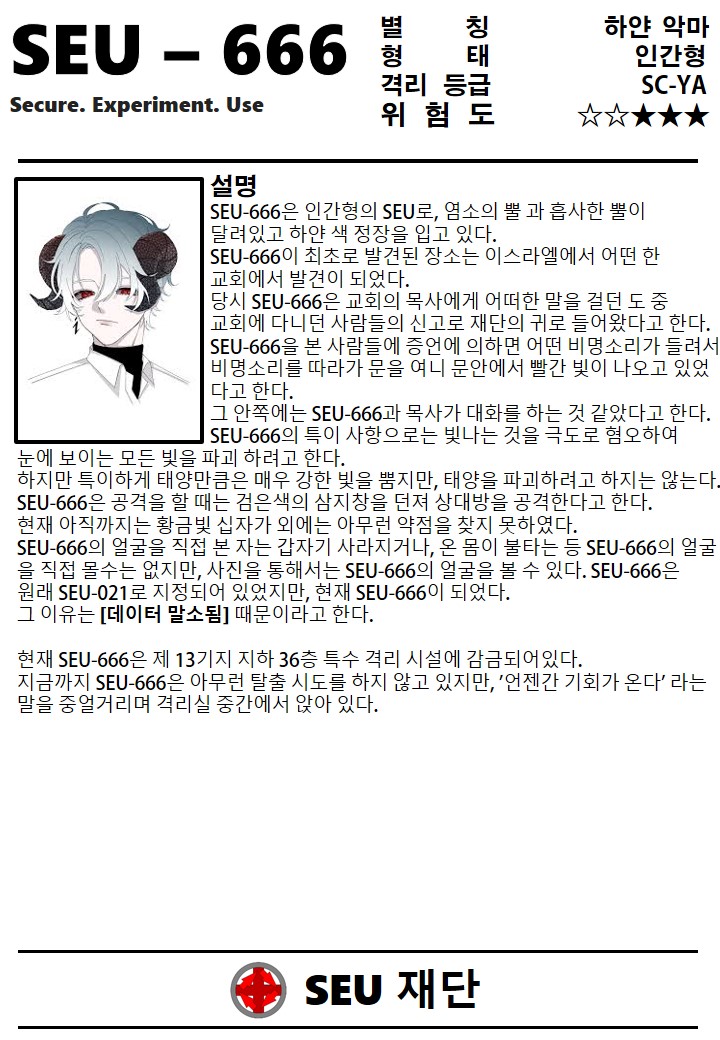 SEU – 666
Secure. Experiment. Use
별 칭 하얀 악마
형 태 인간형
격리 등급 SC-YA
위 험 도 ☆☆★★★
설명
SEU-666은 인간형의 SEU로, 염소의 뿔 과 흡사한 뿔이
달려있고 하얀 색 정장을 입고 있다.
SEU-666이 최초로 발견된 장소는 이스라엘에서 어떤 한
교회에서 발견이 되었다.
당시 SEU-666은 교회의 목사에게 어떠한 말을 걸던 도 중
교회에 다니던 사람들의 신고로 재단의 귀로 들어왔다고 한다.
SEU-666을 본 사람들에 증언에 의하면 어떤 비명소리가 들려서
비명소리를 따라가 문을 여니 문안에서 빨간 빛이 나오고 있었
다고 한다.
그 안쪽에는 SEU-666과 목사가 대화를 하는 것 같았다고 한다.
SEU-666의 특이 사항으로는 빛나는 것을 극도로 혐오하여
눈에 보이는 모든 빛을 파괴 하려고 한다.
하지만 특이하게 태양만큼은 매우 강한 빛을 뿜지만, 태양을 파괴하려고 하지는 않는다.
SEU-666은 공격을 할 때는 검은색의 삼지창을 던져 상대방을 공격한다고 한다.
현재 아직까지는 황금빛 십자가 외에는 아무런 약점을 찾지 못하였다.
SEU-666의 얼굴을 직접 본 자는 갑자기 사라지거나, 온 몸이 불타는 등 SEU-666의 얼굴
을 직접 몰수는 없지만, 사진을 통해서는 SEU-666의 얼굴을 볼 수 있다. SEU-666은
원래 SEU-021로 지정되어 있었지만, 현재 SEU-666이 되었다.
그 이유는 [데이터 말소됨] 때문이라고 한다.
현재 SEU-666은 제 13기지 지하 36층 특수 격리 시설에 감금되어있다.
지금까지 SEU-666은 아무런 탈출 시도를 하지 않고 있지만, '언젠간 기회가 온다' 라는
말을 중얼거리며 격리실 중간에서 앉아 있다.
SEU 재단